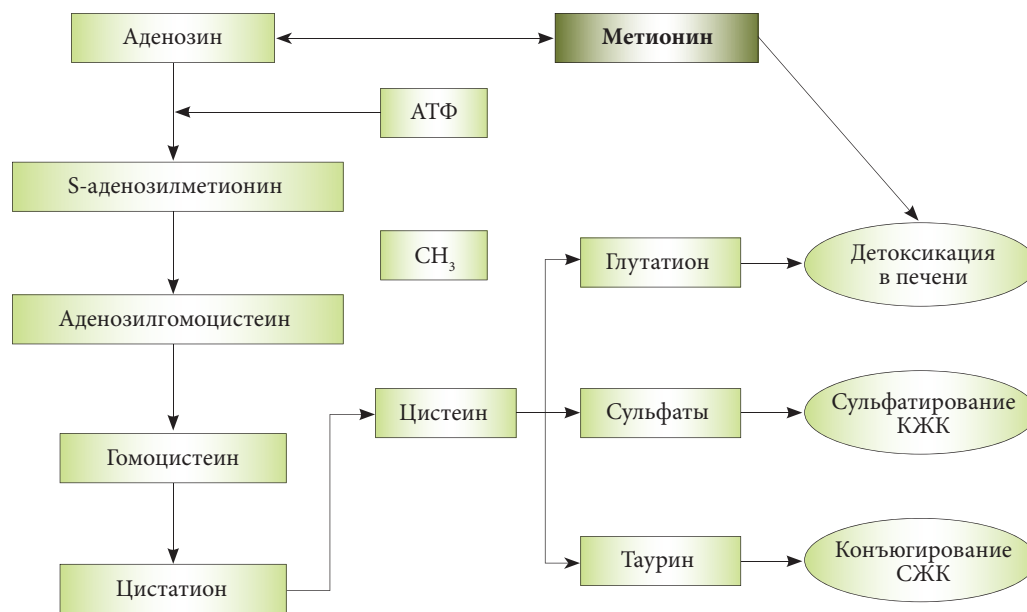 Аденозин
Метионин
АТФ
S-аденозилметионин
CH₃
Глутатион
Детоксикация
в печени
Аденозилгомоцистеин
Цистеин
Сульфаты
Сульфатирование
КЖК
Гомоцистеин
Цистатион
Таурин
Конъюгирование
СЖК